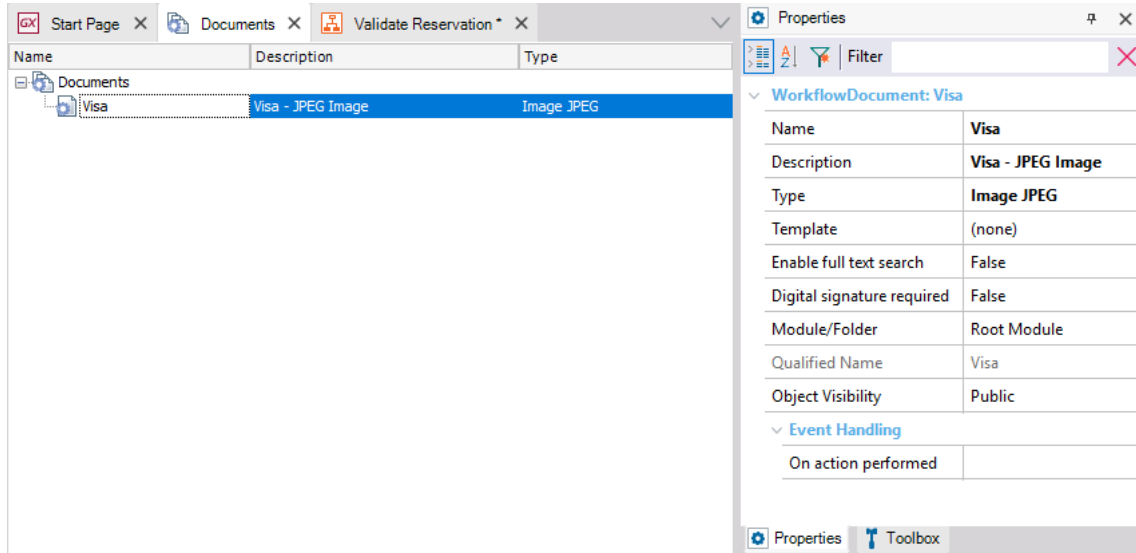 GX Start Page Documents Validate Reservation *
Name Description Type
Documents
Visa Visa - JPEG Image Image JPEG
Properties
A Z Filter
WorkflowDocument: Visa
Name Visa
Description Visa - JPEG Image
Type Image JPEG
Template (none)
Enable full text search False
Digital signature required False
Module/Folder Root Module
Qualified Name Visa
Object Visibility Public
Event Handling
On action performed
Properties Toolbox